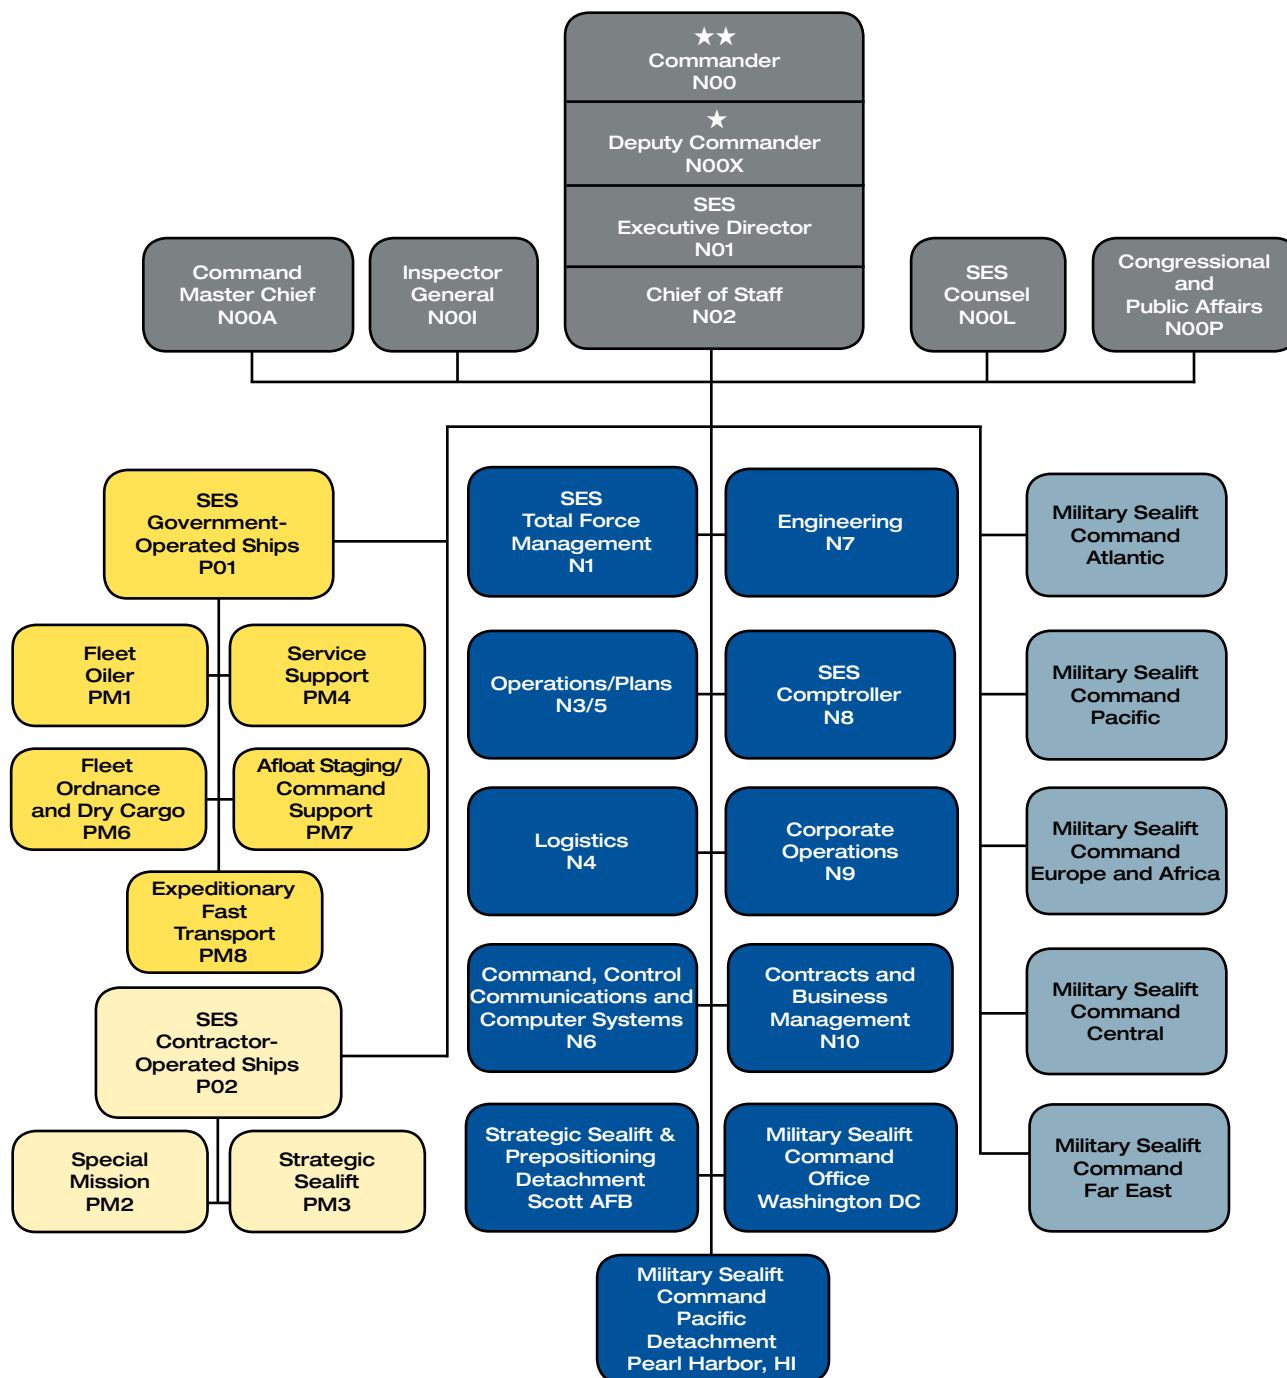 ★★
Commander
N00
★
Deputy Commander
N00X
SES
Executive Director
N01
Chief of Staff
N02
Command
Master Chief
N00A
Inspector
General
N00I
SES
Counsel
N00L
Congressional
and
Public Affairs
N00P
SES
Government-
Operated Ships
P01
Fleet
Oiler
PM1
Service
Support
PM4
Fleet
Ordnance
and Dry Cargo
PM6
Afloat Staging/
Command
Support
PM7
Expeditionary
Fast
Transport
PM8
SES
Contractor-
Operated Ships
P02
Special
Mission
PM2
Strategic
Sealift
PM3
SES
Total Force
Management
N1
Engineering
N7
Operations/Plans
N3/5
SES
Comptroller
N8
Logistics
N4
Corporate
Operations
N9
Command, Control
Communications and
Computer Systems
N6
Contracts and
Business
Management
N10
Strategic Sealift &
Prepositioning
Detachment
Scott AFB
Military Sealift
Command
Office
Washington DC
Military Sealift
Command
Pacific
Detachment
Pearl Harbor, HI
Military Sealift
Command
Atlantic
Military Sealift
Command
Pacific
Military Sealift
Command
Europe and Africa
Military Sealift
Command
Central
Military Sealift
Command
Far East